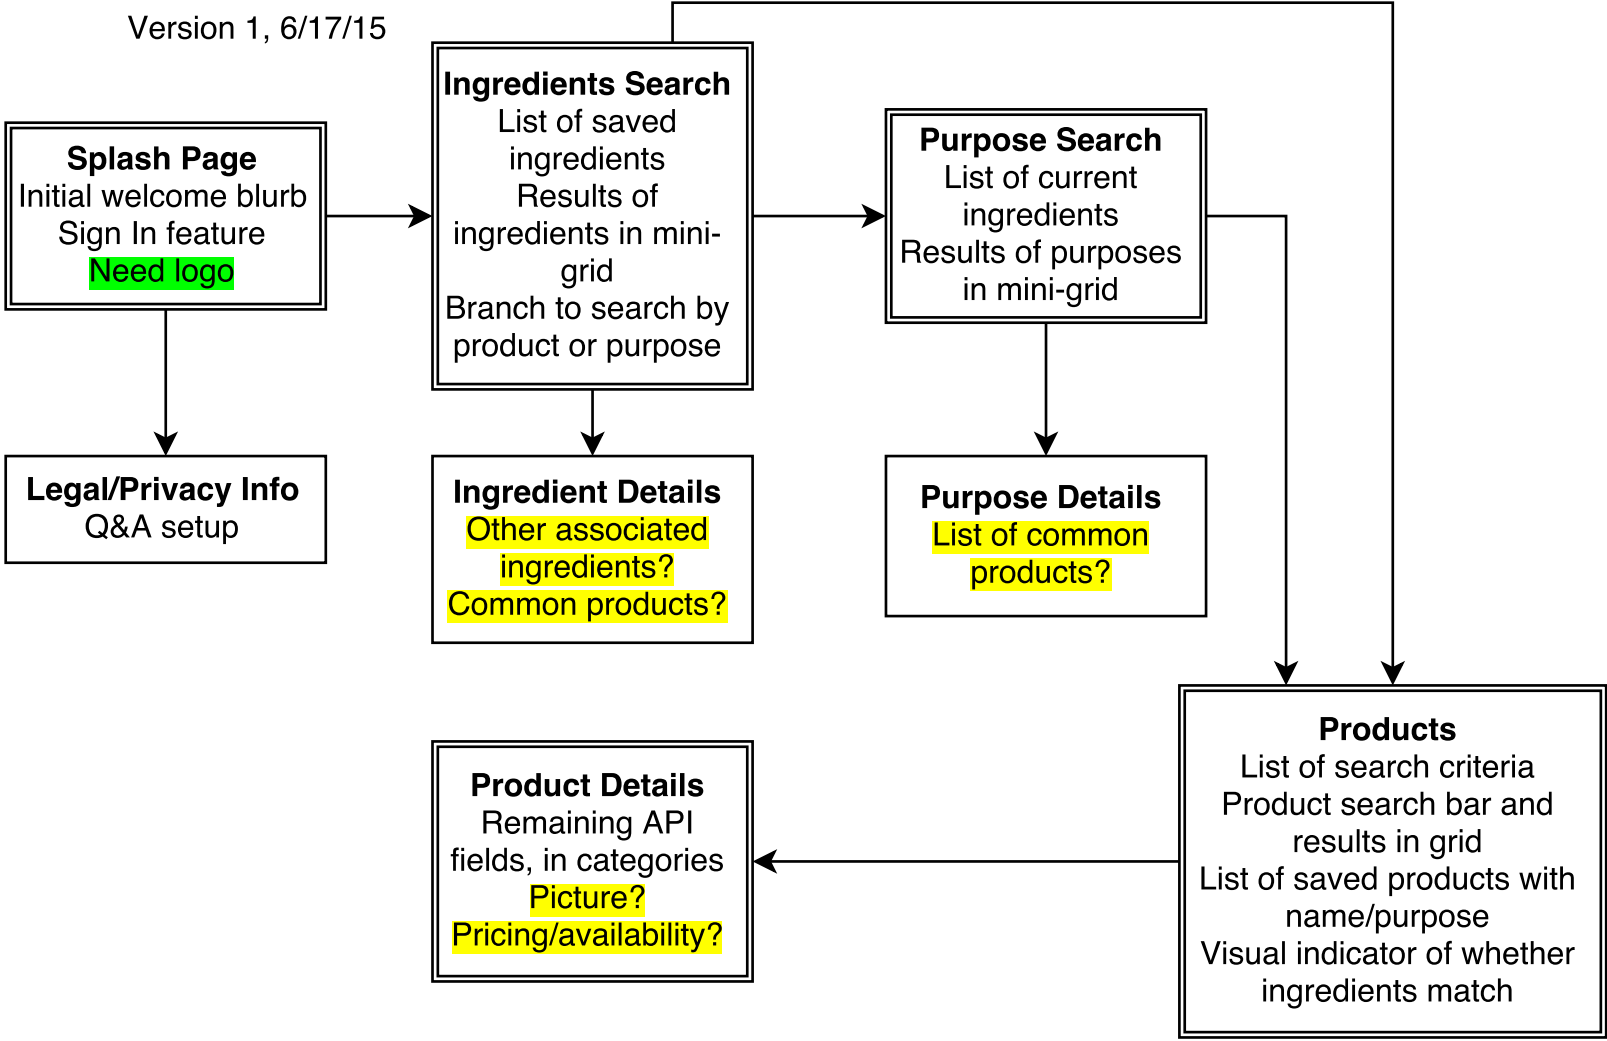 Version 1, 6/17/15
Splash Page
Initial welcome blurb
Sign In feature
Need logo
Ingredients Search
List of saved
ingredients
Results of
ingredients in mini-
grid
Branch to search by
product or purpose
Purpose Search
List of current
ingredients
Results of purposes
in mini-grid
Legal/Privacy Info
Q&A setup
Ingredient Details
Other associated
ingredients?
Common products?
Purpose Details
List of common
products?
Product Details
Remaining API
fields, in categories
Picture?
Pricing/availability?
Products
List of search criteria
Product search bar and
results in grid
List of saved products with
name/purpose
Visual indicator of whether
ingredients match